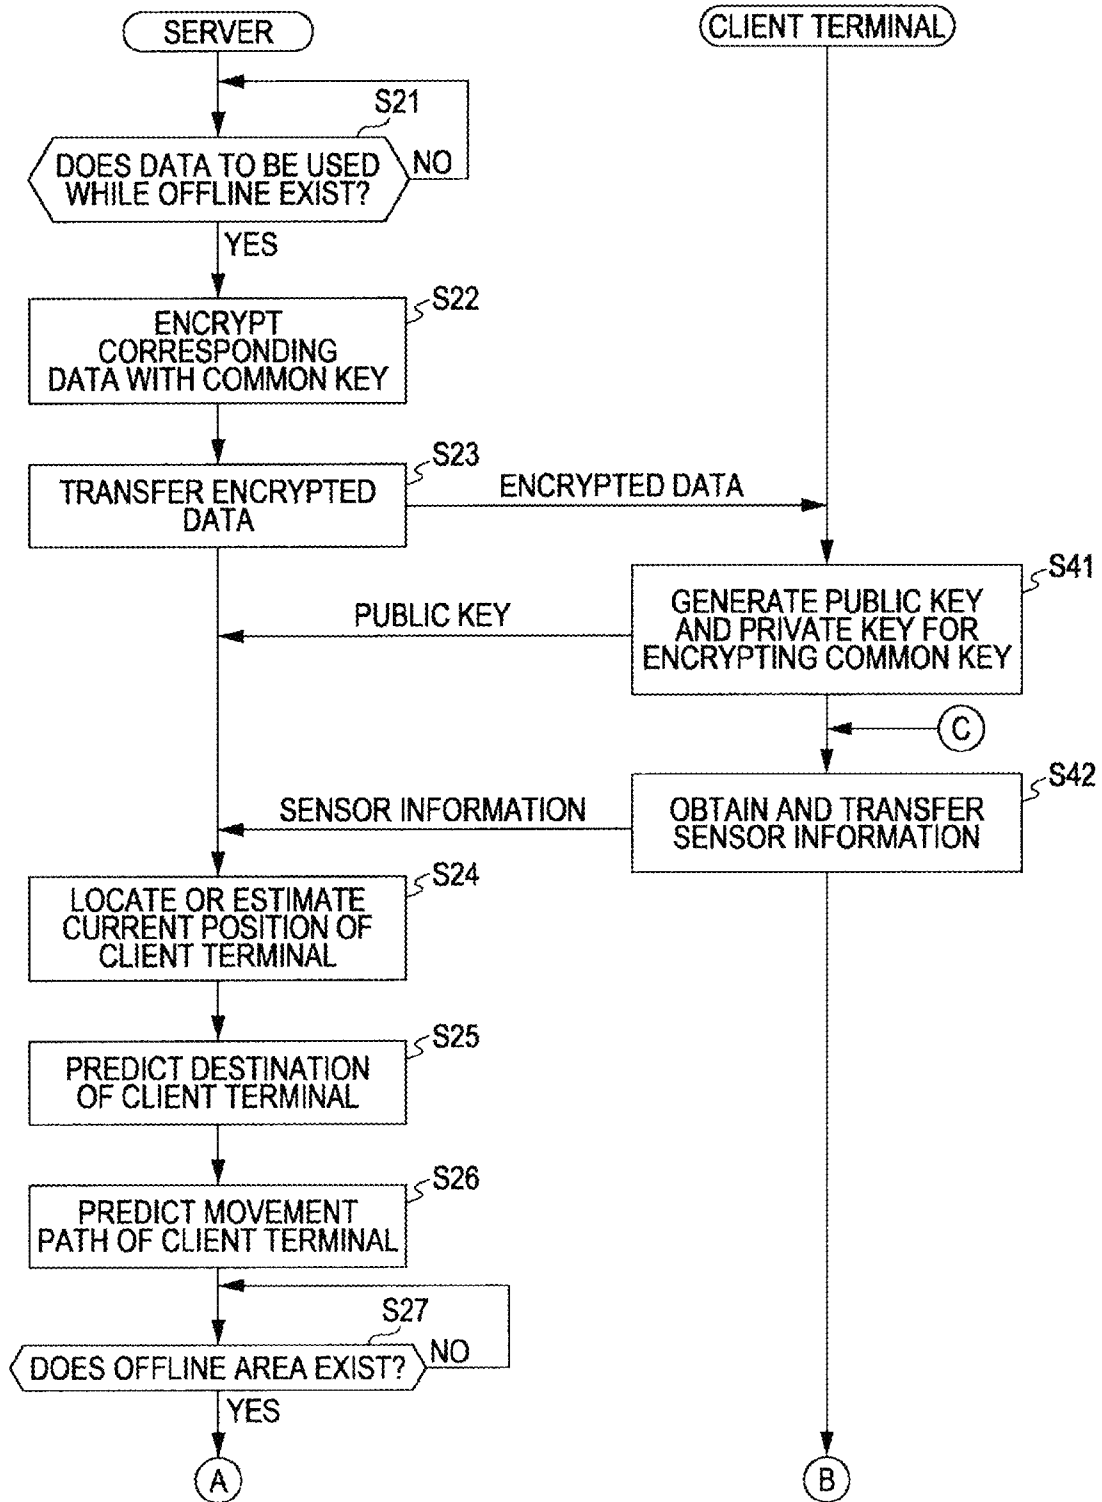 SERVER
CLIENT TERMINAL
S21
DOES DATA TO BE USED
WHILE OFFLINE EXIST?
NO
YES
S22
ENCRYPT
CORRESPONDING
DATA WITH COMMON KEY
S23
TRANSFER ENCRYPTED
DATA
ENCRYPTED DATA
S41
GENERATE PUBLIC KEY
AND PRIVATE KEY FOR
ENCRYPTING COMMON KEY
PUBLIC KEY
C
S42
OBTAIN AND TRANSFER
SENSOR INFORMATION
SENSOR INFORMATION
S24
LOCATE OR ESTIMATE
CURRENT POSITION OF
CLIENT TERMINAL
S25
PREDICT DESTINATION
OF CLIENT TERMINAL
S26
PREDICT MOVEMENT
PATH OF CLIENT TERMINAL
S27
DOES OFFLINE AREA EXIST?
NO
YES
A
B